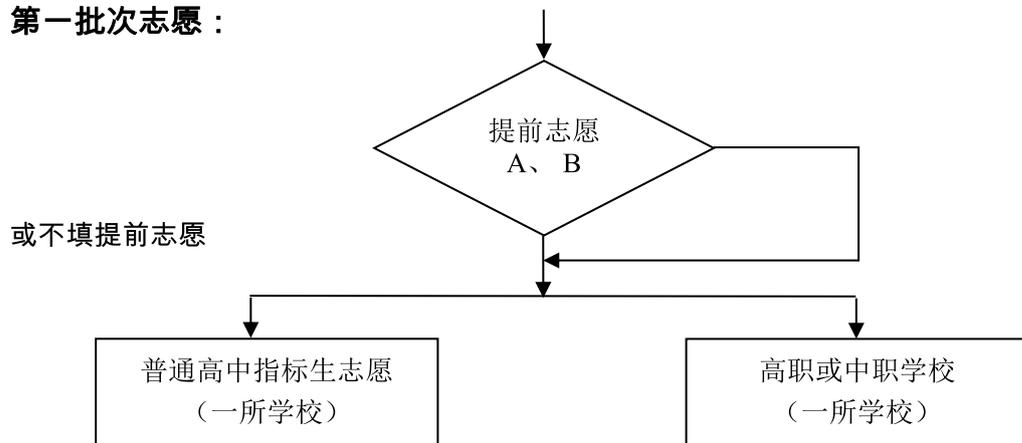 第一批次志愿：
提前志愿
A、 B
或不填提前志愿
普通高中指标生志愿
（一所学校）
高职或中职学校
（一所学校）